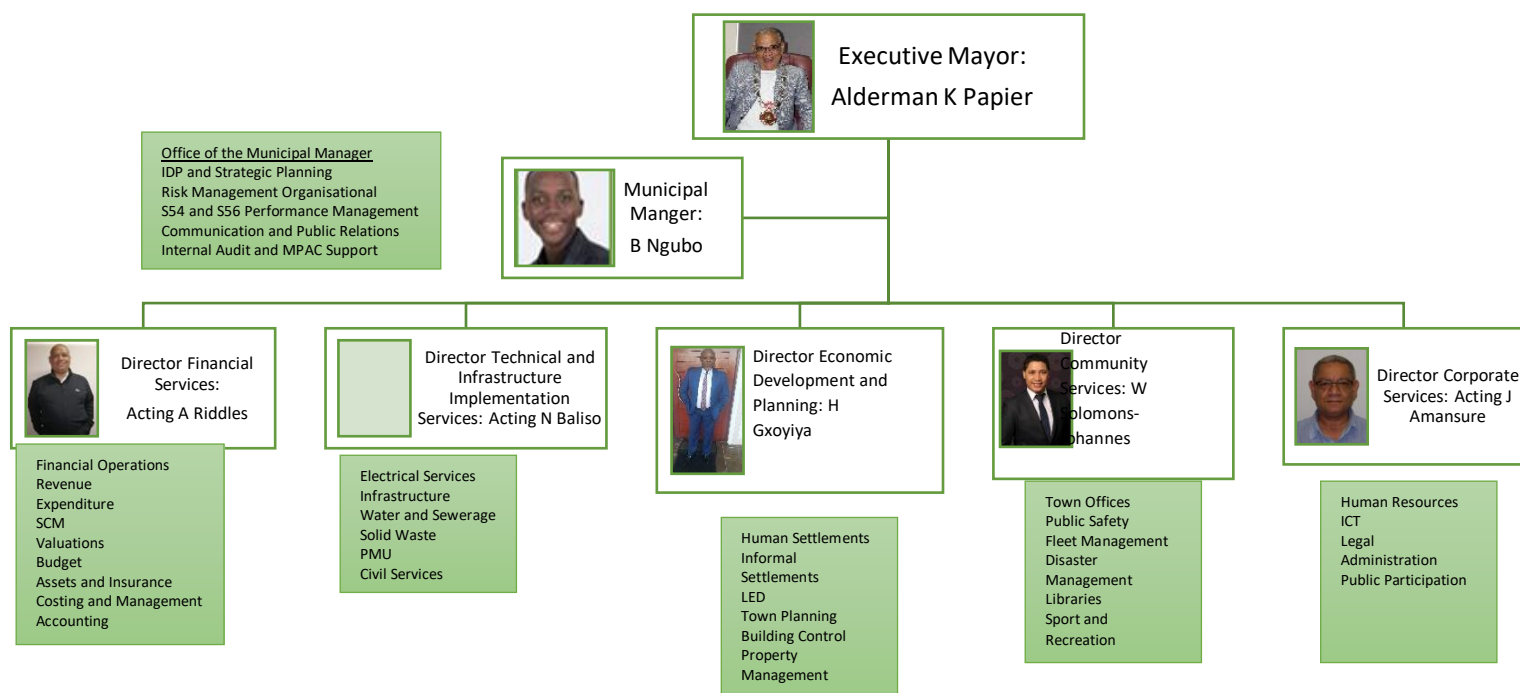 Executive Mayor:
Alderman K Papier
Office of the Municipal Manager
IDP and Strategic Planning
Risk Management Organisational
S54 and S56 Performance Management
Communication and Public Relations
Internal Audit and MPAC Support
Municipal
Manger:
B Ngubo
Director Financial
Services:
Acting A Riddles
Director Technical and
Infrastructure
Implementation
Services: Acting N Baliso
Director Economic
Development and
Planning: H
Gxoyiya
Director
Community
Services: W
Solomons-
Johannes
Director Corporate
Services: Acting J
Amansure
Financial Operations
Revenue
Expenditure
SCM
Valuations
Budget
Assets and Insurance
Costing and Management
Accounting
Electrical Services
Infrastructure
Water and Sewerage
Solid Waste
PMU
Civil Services
Human Settlements
Informal
Settlements
LED
Town Planning
Building Control
Property
Management
Town Offices
Public Safety
Fleet Management
Disaster
Management
Libraries
Sport and
Recreation
Human Resources
ICT
Legal
Administration
Public Participation